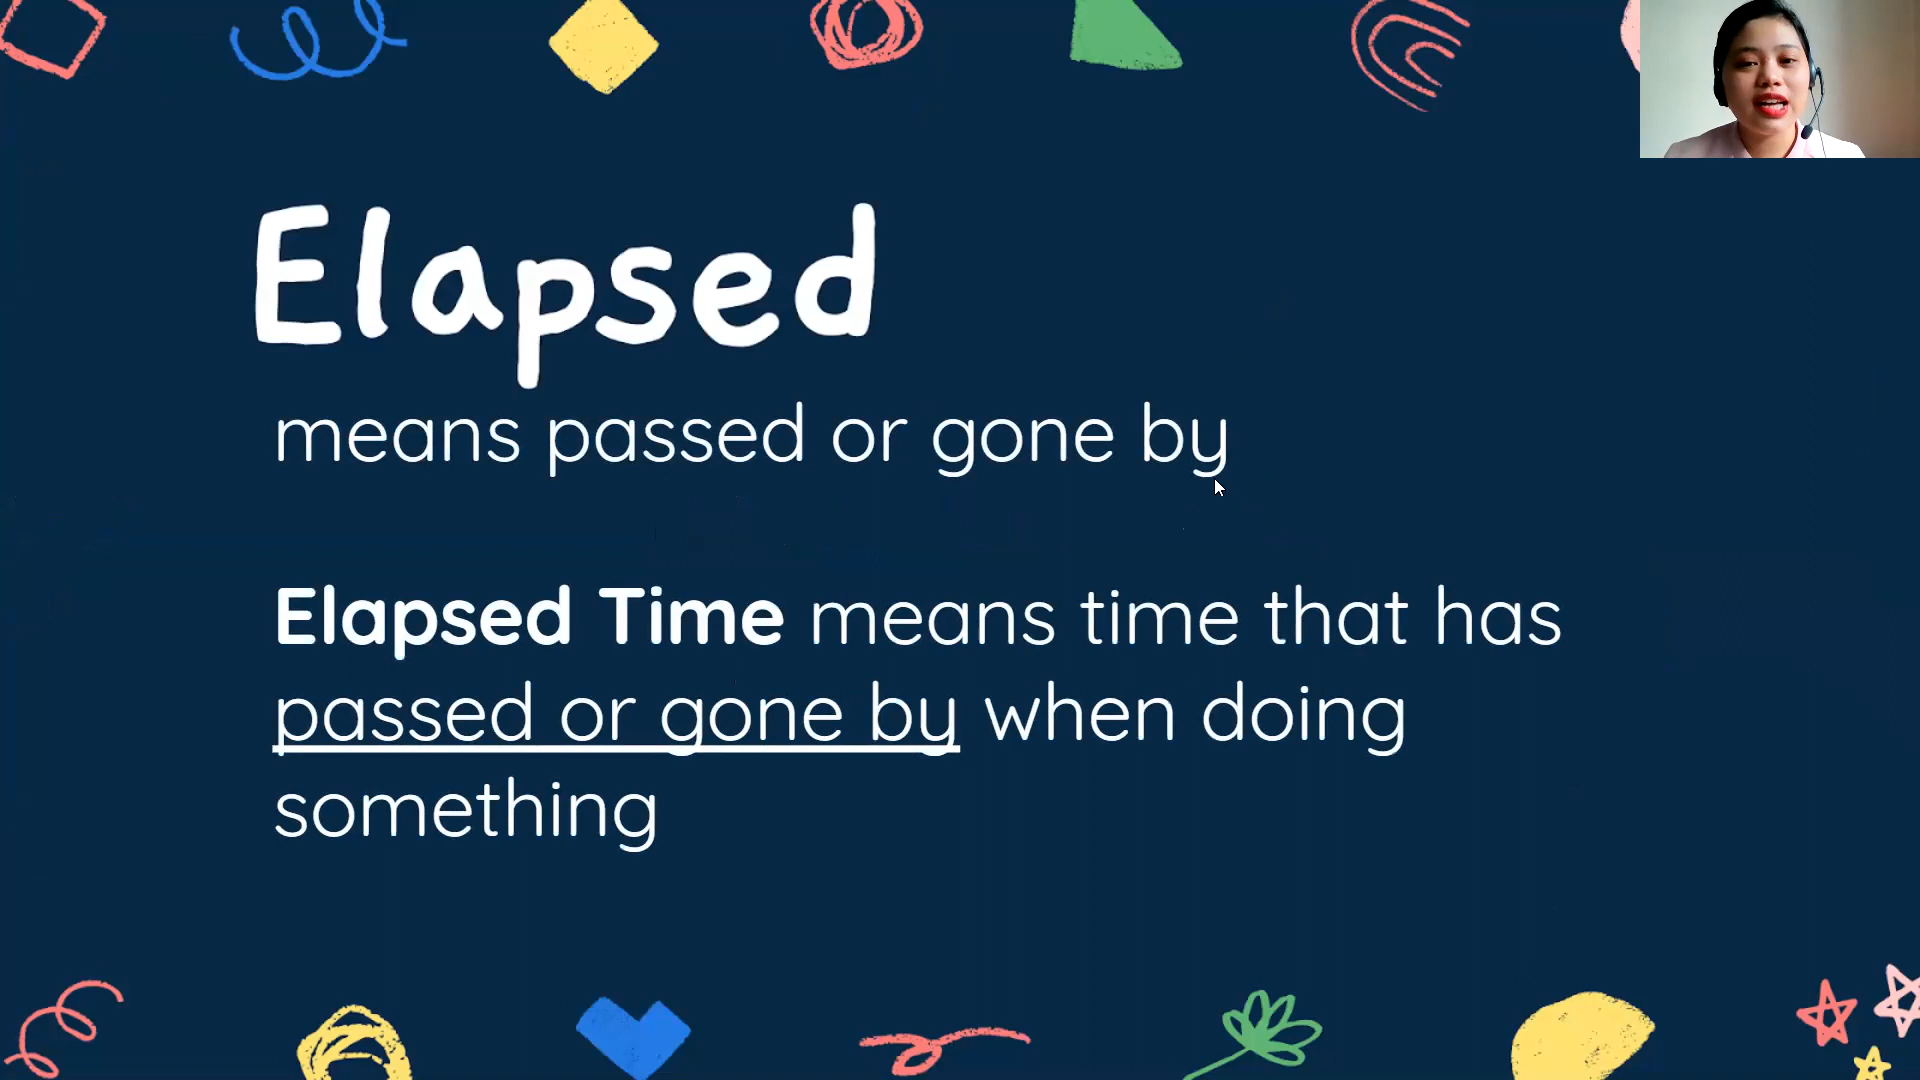 Elapsed
means passed or gone by
Elapsed Time means time that has
passed or gone by when doing
something